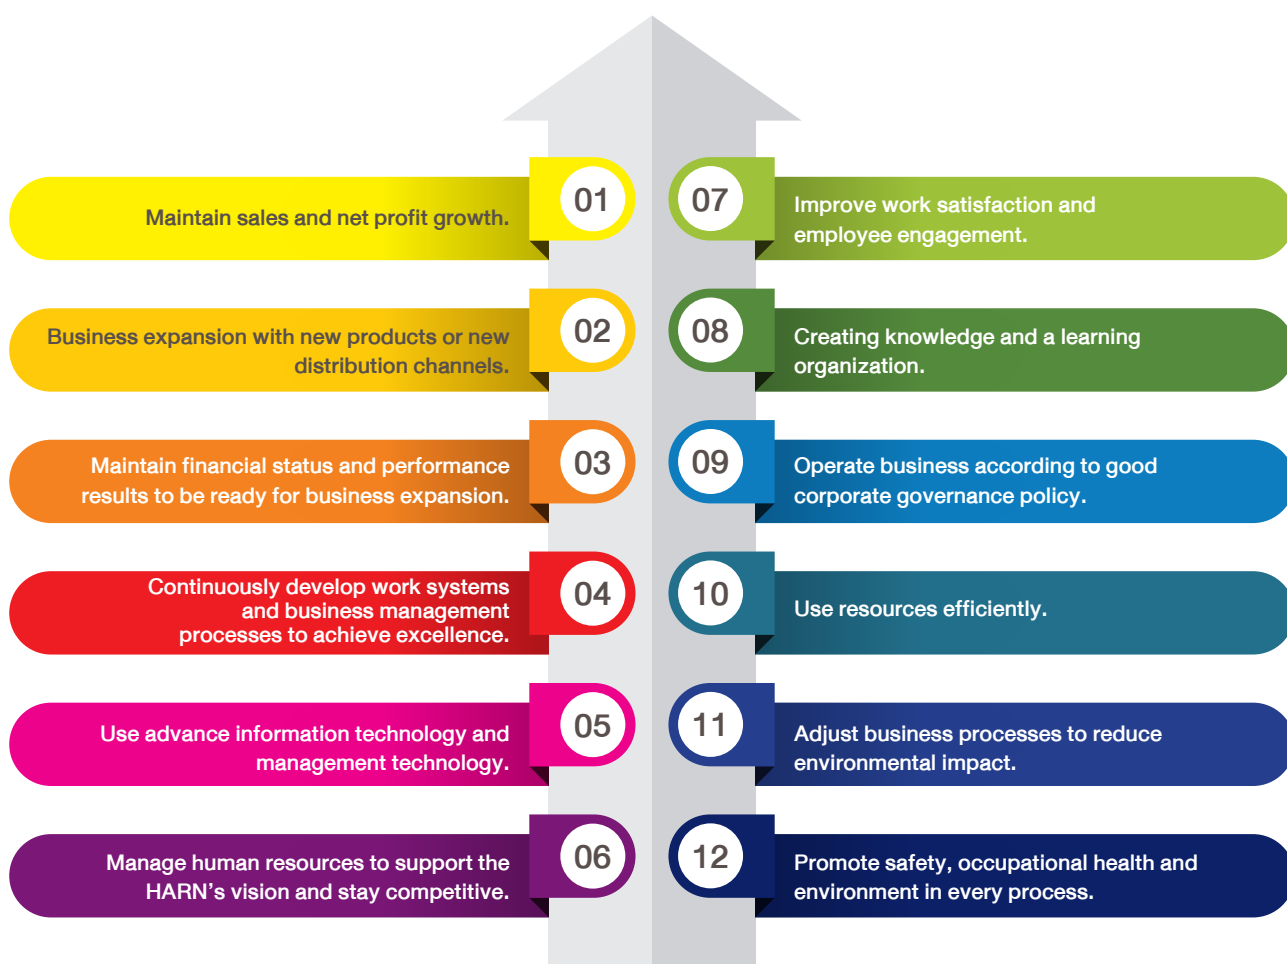 01
Maintain sales and net profit growth.
02
Business expansion with new products or new
distribution channels.
03
Maintain financial status and performance
results to be ready for business expansion.
04
Continuously develop work systems
and business management
processes to achieve excellence.
05
Use advance information technology and
management technology.
06
Manage human resources to support the
HARN's vision and stay competitive.
07
Improve work satisfaction and
employee engagement.
08
Creating knowledge and a learning
organization.
09
Operate business according to good
corporate governance policy.
10
Use resources efficiently.
11
Adjust business processes to reduce
environmental impact.
12
Promote safety, occupational health and
environment in every process.